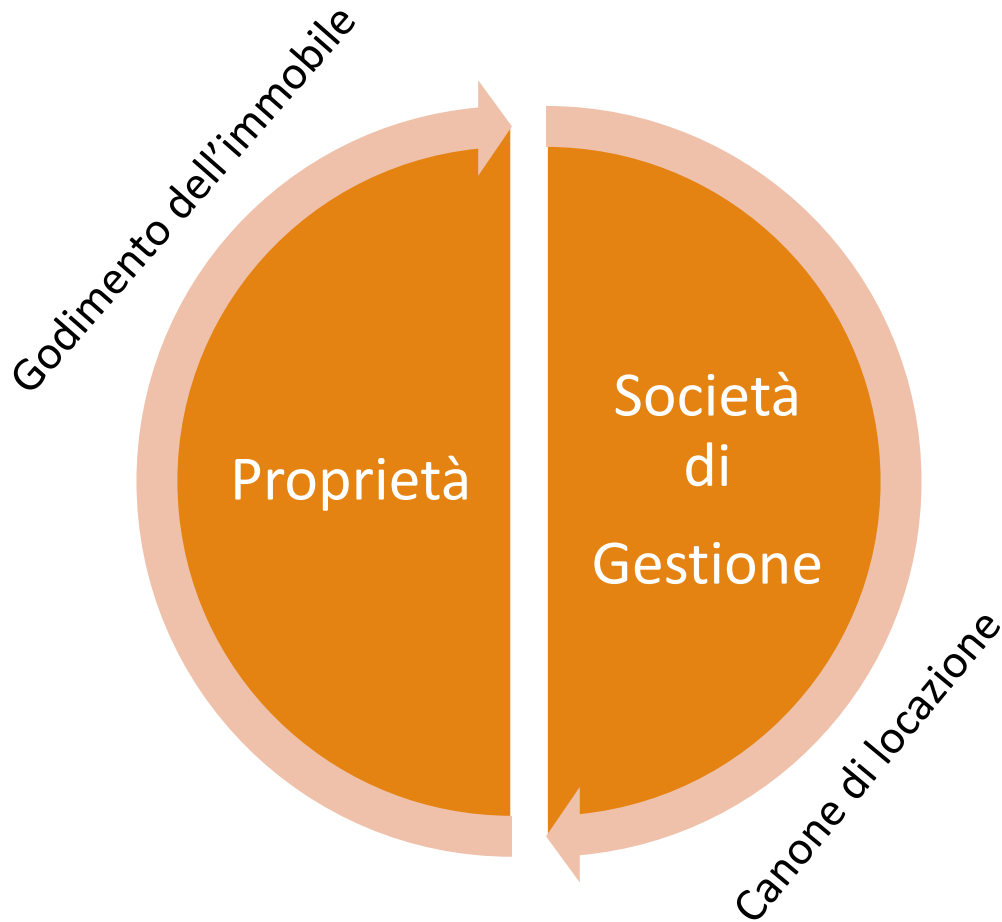 Godimento dell’immobile
Proprietà
Società
di
Gestione
Canone di locazione